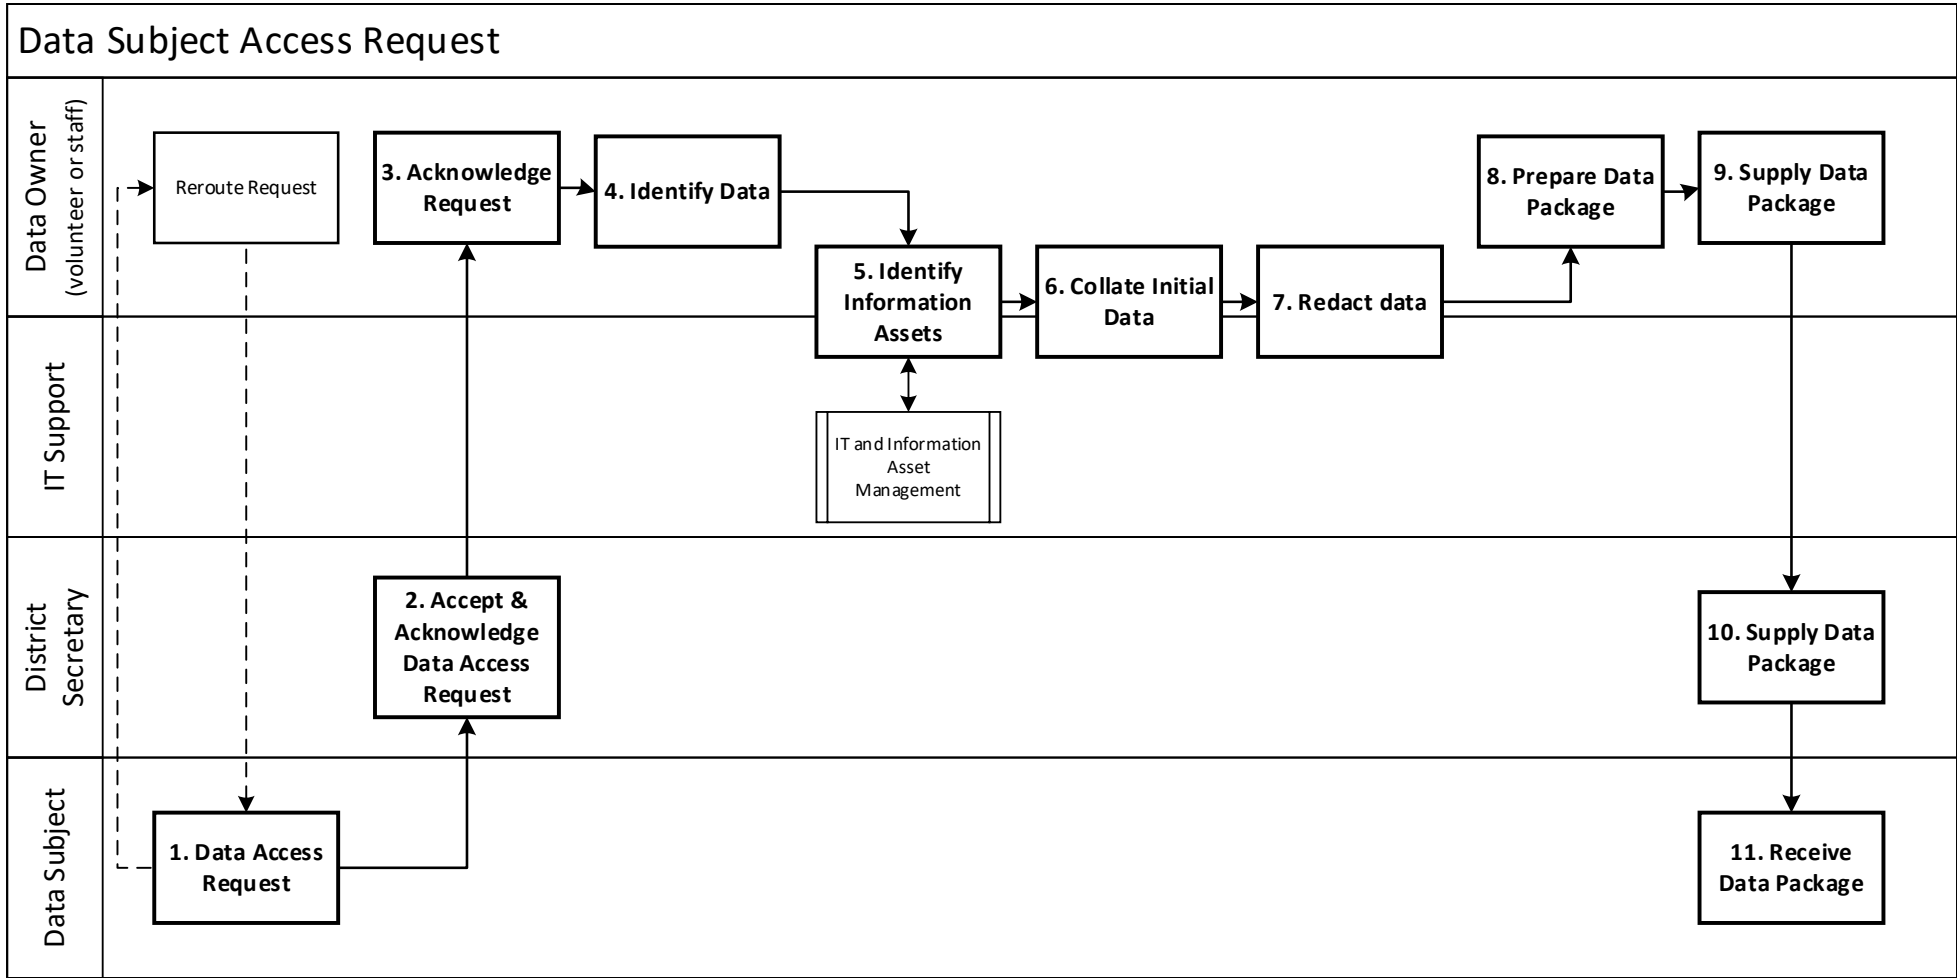 Data Subject Access Request
Data Owner
(volunteer or staff)
Reroute Request
3. Acknowledge
Request
4. Identify Data
5. Identify
Information
Assets
6. Collate Initial
Data
7. Redact data
8. Prepare Data
Package
9. Supply Data
Package
IT Support
IT and Information
Asset
Management
District
Secretary
2. Accept &
Acknowledge
Data Access
Request
10. Supply Data
Package
Data Subject
1. Data Access
Request
11. Receive
Data Package